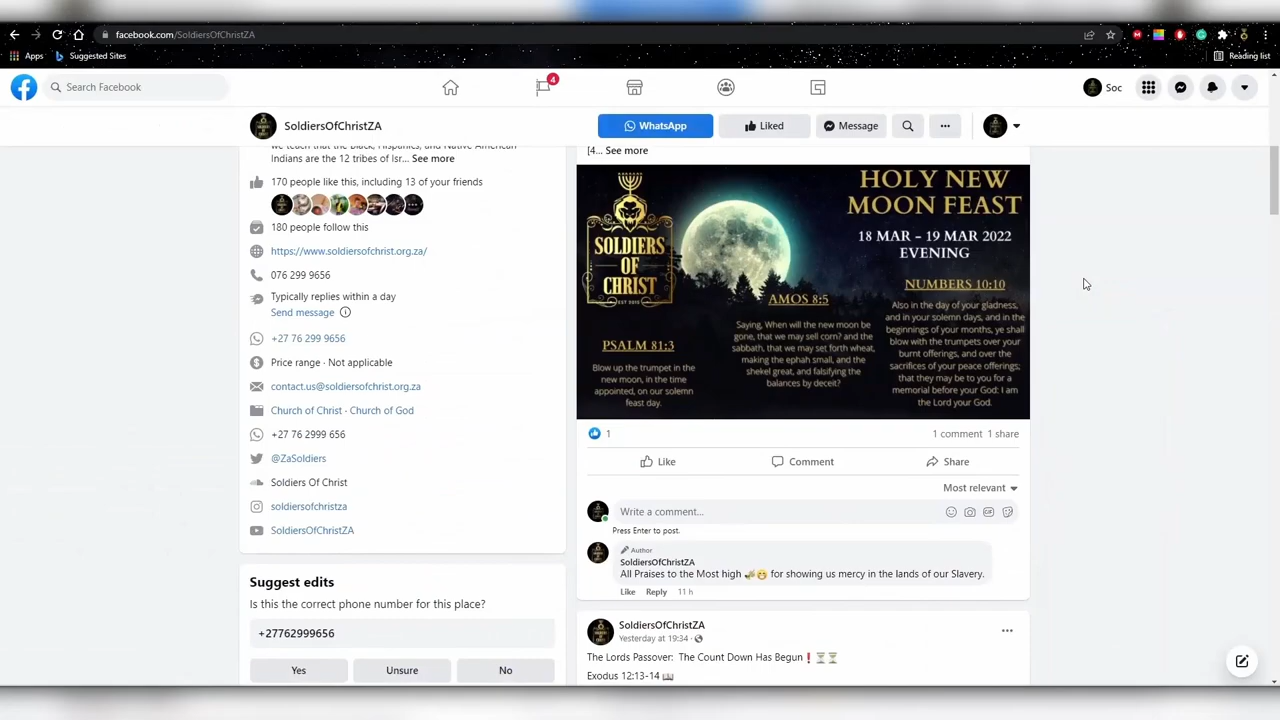 facebook.com/SoldiersOfChristZA
Apps
Suggested Sites
Reading list
Search Facebook
4
Soc
SoldiersOfChristZA
WhatsApp
Liked
Message
we teach that the Black, Hispanics, and Native American
Indians are the 12 tribes of Isr... See more
170 people like this, including 13 of your friends
180 people follow this
https://www.soldiersofchrist.org.za/
076 299 9656
Typically replies within a day
Send message
+27 76 299 9656
Price range · Not applicable
contact.us@soldiersofchrist.org.za
Church of Christ · Church of God
+27 76 2999 656
@ZaSoldiers
Soldiers Of Christ
soldiersofchristza
SoldiersOfChristZA
Suggest edits
Is this the correct phone number for this place?
+27762999656
Yes
Unsure
No
[4... See more
SOLDIERS
OF
CHRIST
EST 2012
HOLY NEW
MOON FEAST
18 MAR - 19 MAR 2022
EVENING
PSALM 81:3
Blow up the trumpet in the
new moon, in the time
appointed, on our solemn
feast day.
AMOS 8:5
Saying, When will the new moon be
gone, that we may sell corn? and the
sabbath, that we may set forth wheat,
making the ephah small, and the
shekel great, and falsifying the
balances by deceit?
NUMBERS 10:10
Also in the day of your gladness,
and in your solemn days, and in the
beginnings of your months, ye shall
blow with the trumpets over your
burnt offerings, and over the
sacrifices of your peace offerings;
that they may be to you for a
memorial before your God: I am
the Lord your God.
1
1 comment 1 share
Like
Comment
Share
Most relevant
Write a comment...
Press Enter to post.
Author
SoldiersOfChristZA
All Praises to the Most high for showing us mercy in the lands of our Slavery.
Like Reply 11 h
SoldiersOfChristZA
Yesterday at 19:34 ·
The Lords Passover: The Count Down Has Begun❗⏳⏳
Exodus 12:13-14 📖